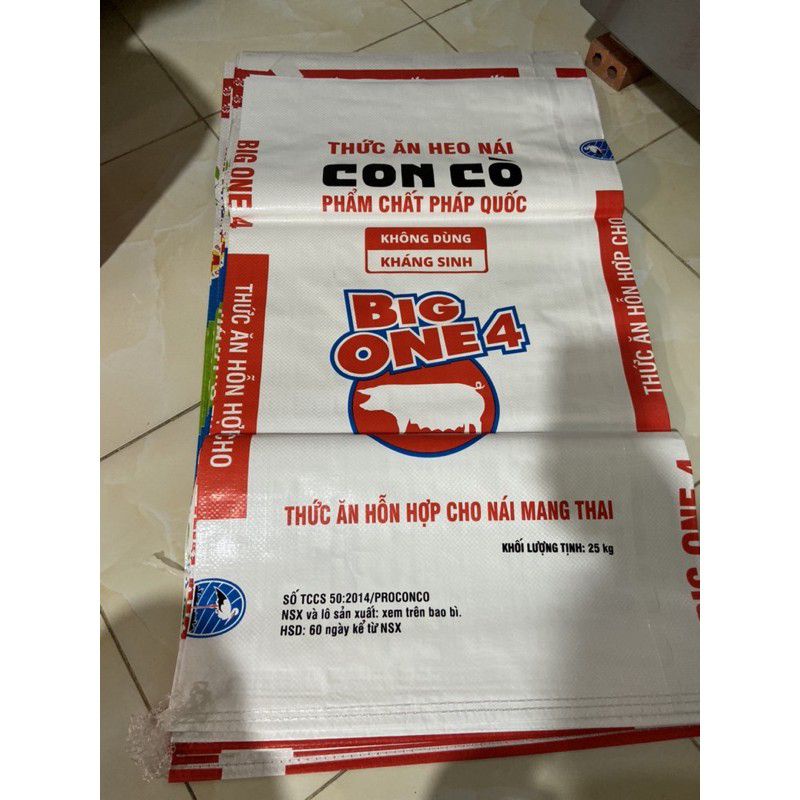 THỨC ĂN HEO NÁI
CON CÒ
PHẨM CHẤT PHÁP QUỐC
KHÔNG DÙNG
KHÁNG SINH
BIG
ONE 4
THỨC ĂN HỖN HỢP CHO NÁI MANG THAI
KHỐI LƯỢNG TỊNH: 25 kg
SỐ TCCS 50:2014/PROCONCO
NSX và lô sản xuất: xem trên bao bì.
HSD: 60 ngày kể từ NSX
BIG ONE 4
THỨC ĂN HỖN HỢP CHO
THỨC ĂN HỖN HỢP CHO
BIG ONE 4